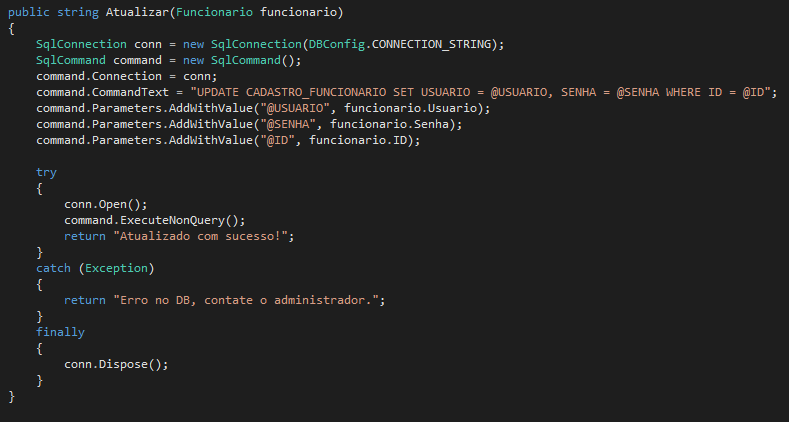 public string Atualizar(Funcionario funcionario)
{
    SqlConnection conn = new SqlConnection(DBConfig.CONNECTION_STRING);
    SqlCommand command = new SqlCommand();
    command.Connection = conn;
    command.CommandText = "UPDATE CADASTRO_FUNCIONARIO SET USUARIO = @USUARIO, SENHA = @SENHA WHERE ID = @ID";
    command.Parameters.AddWithValue("@USUARIO", funcionario.Usuario);
    command.Parameters.AddWithValue("@SENHA", funcionario.Senha);
    command.Parameters.AddWithValue("@ID", funcionario.ID);

    try
    {
        conn.Open();
        command.ExecuteNonQuery();
        return "Atualizado com sucesso!";
    }
    catch (Exception)
    {
        return "Erro no DB, contate o administrador.";
    }
    finally
    {
        conn.Dispose();
    }
}